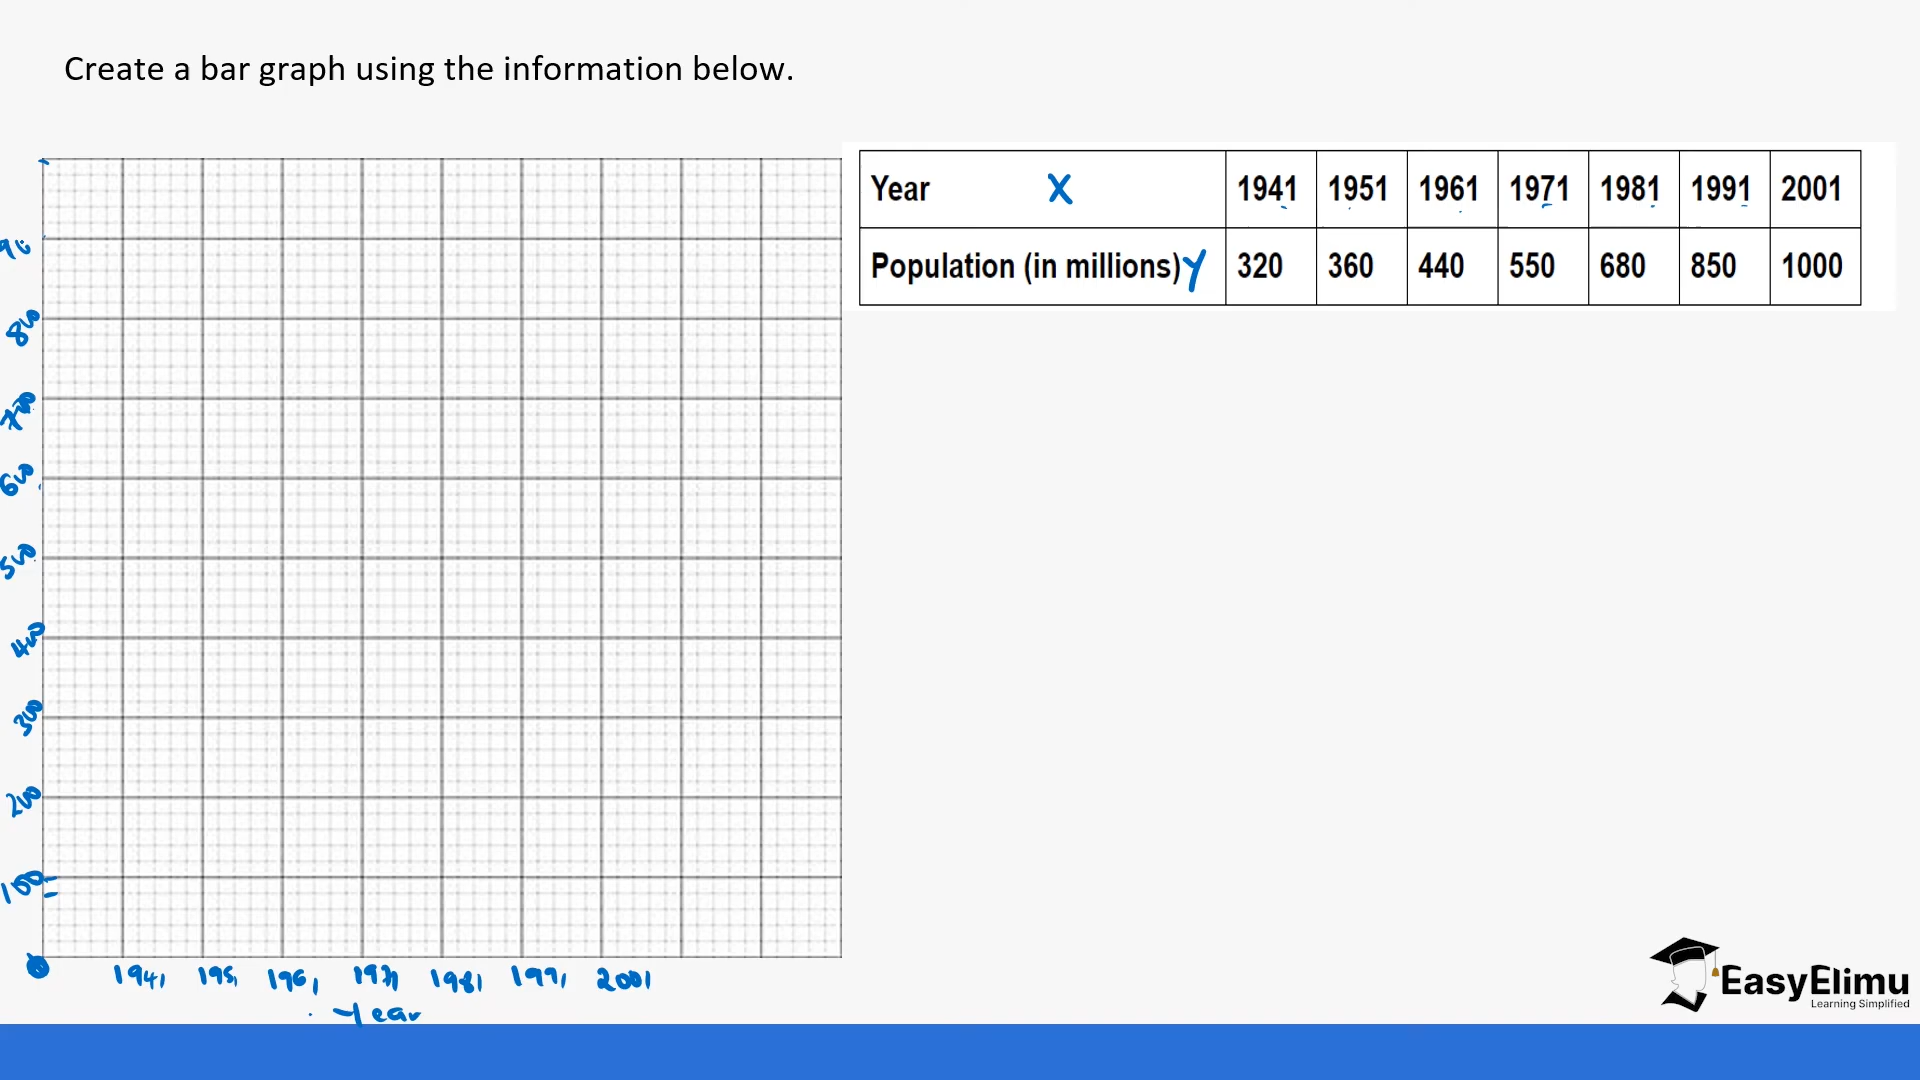 Create a bar graph using the information below.
Year X 1941 1951 1961 1971 1981 1991 2001
Population (in millions) Y 320 360 440 550 680 850 1000
800
700
600
500
400
300
200
100
0
1941 1951 1961 1971 1981 1991 2001
Year
EasyElimu
Learning Simplified